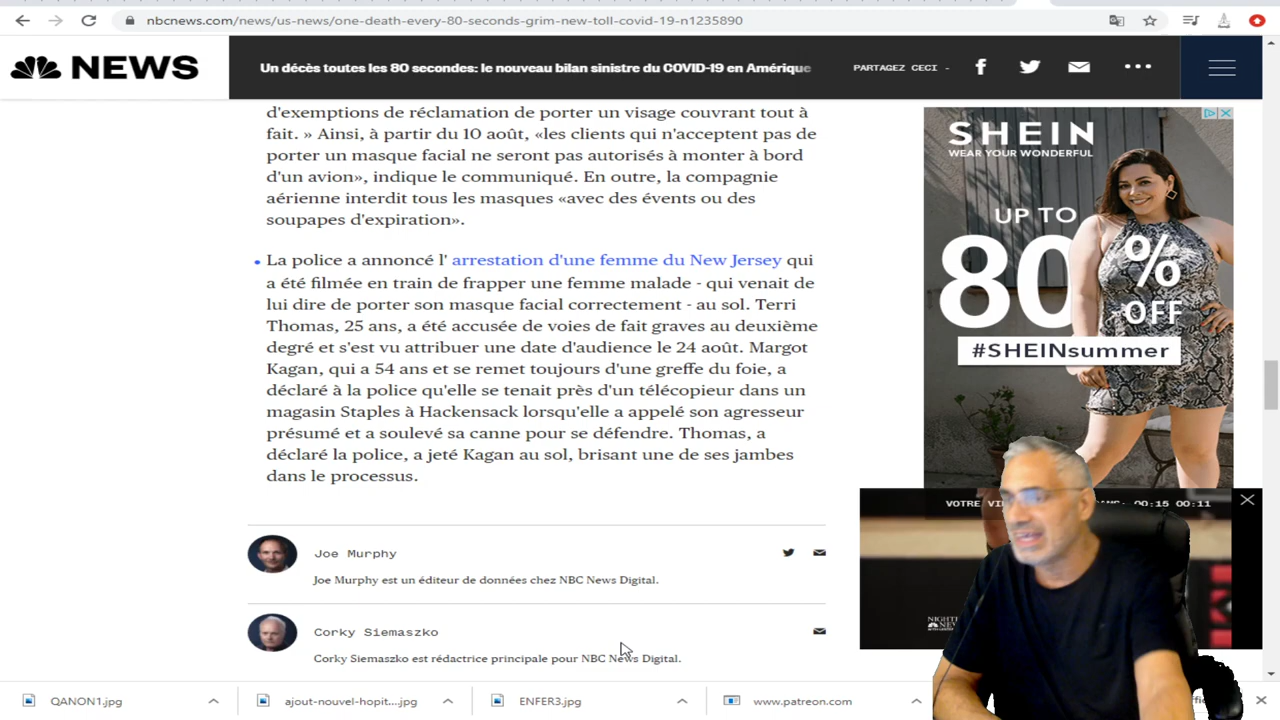 nbcnews.com/news/us-news/one-death-every-80-seconds-grim-new-toll-covid-19-n1235890
NEWS
Un décès toutes les 80 secondes: le nouveau bilan sinistre du COVID-19 en Amérique
PARTAGEZ CECI -
d'exemptions de réclamation de porter un visage couvrant tout à
fait. » Ainsi, à partir du 10 août, «les clients qui n'acceptent pas de
porter un masque facial ne seront pas autorisés à monter à bord
d'un avion», indique le communiqué. En outre, la compagnie
aérienne interdit tous les masques «avec des évents ou des
soupapes d'expiration».
• La police a annoncé l' arrestation d'une femme du New Jersey qui
a été filmée en train de frapper une femme malade - qui venait de
lui dire de porter son masque facial correctement - au sol. Terri
Thomas, 25 ans, a été accusée de voies de fait graves au deuxième
degré et s'est vu attribuer une date d'audience le 24 août. Margot
Kagan, qui a 54 ans et se remet toujours d'une greffe du foie, a
déclaré à la police qu'elle se tenait près d'un télécopieur dans un
magasin Staples à Hackensack lorsqu'elle a appelé son agresseur
présumé et a soulevé sa canne pour se défendre. Thomas, a
déclaré la police, a jeté Kagan au sol, brisant une de ses jambes
dans le processus.
SHEIN
WEAR YOUR WONDERFUL
UP TO
80%
-OFF
#SHEINsummer
VOTRE
00:15 00:11
Joe Murphy
Joe Murphy est un éditeur de données chez NBC News Digital.
Corky Siemaszko
Corky Siemaszko est rédactrice principale pour NBC News Digital.
QANON1.jpg
ajout-nouvel-hopit....jpg
ENFER3.jpg
www.patreon.com